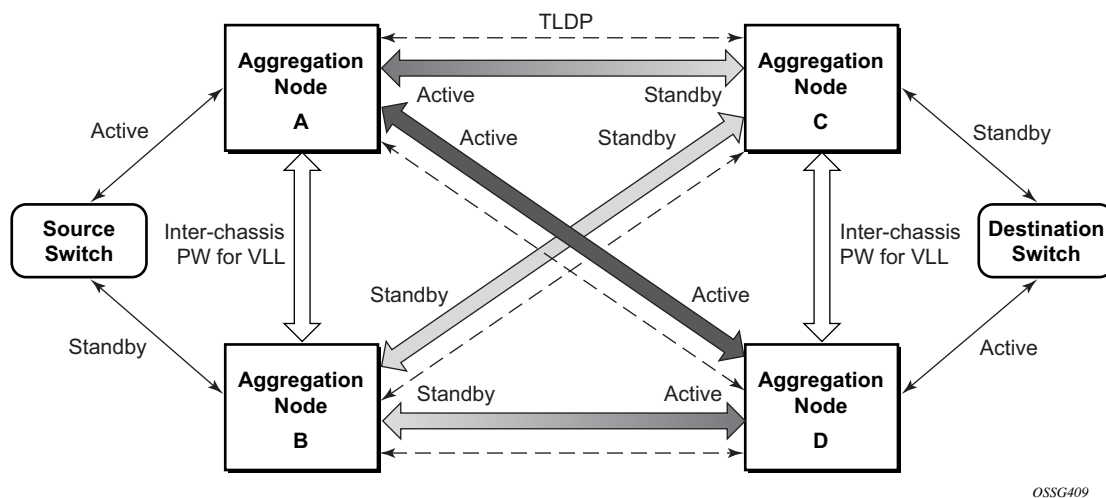 TLDP
Aggregation
Node
A
Aggregation
Node
C
Active
Standby
Active
Standby
Active
Standby
Source
Switch
Inter-chassis
PW for VLL
Inter-chassis
PW for VLL
Destination
Switch
Standby
Active
Standby
Active
Aggregation
Node
B
Standby
Active
Aggregation
Node
D
OSSG409